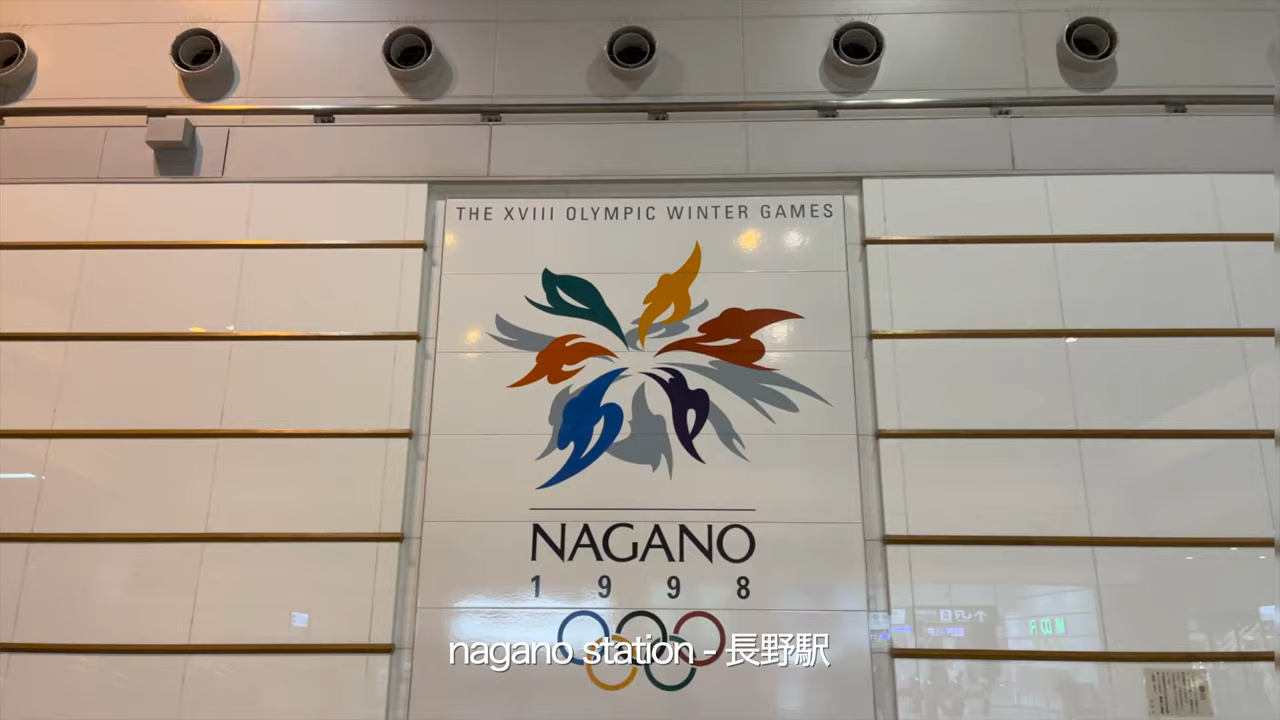 THE XVIII OLYMPIC WINTER GAMES
NAGANO
1998
nagano station - 長野駅